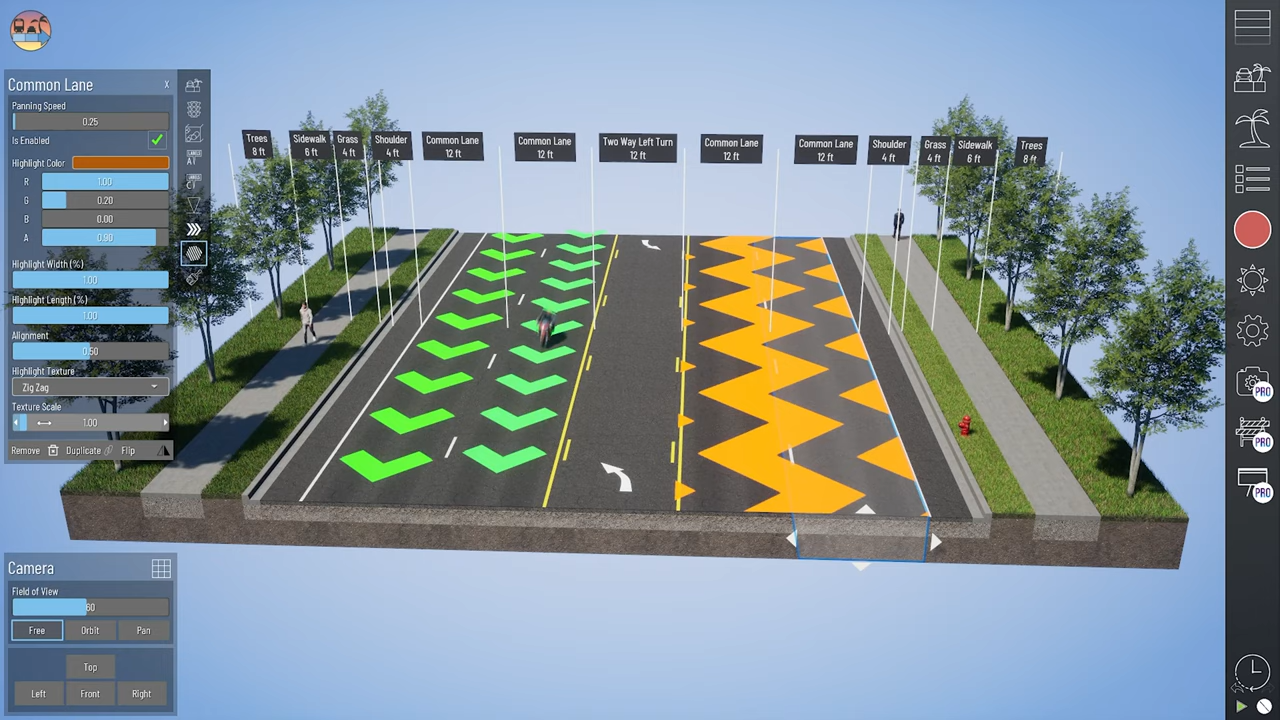 Common Lane X
Panning Speed
0.25
Is Enabled
Highlight Color
R 1.00
G 0.20
B 0.00
A 0.90
Highlight Width (%)
1.00
Highlight Length (%)
1.00
Alignment
0.50
Highlight Texture
Zig Zag
Texture Scale
1.00
Remove Duplicate Flip
Trees
8 ft
Sidewalk
6 ft
Grass
4 ft
Shoulder
4 ft
Common Lane
12 ft
Common Lane
12 ft
Two Way Left Turn
12 ft
Common Lane
12 ft
Common Lane
12 ft
Shoulder
4 ft
Grass
4 ft
Sidewalk
6 ft
Trees
8 ft
PRO
PRO
PRO
Camera
Field of View
60
Free Orbit Pan
Top
Left Front Right